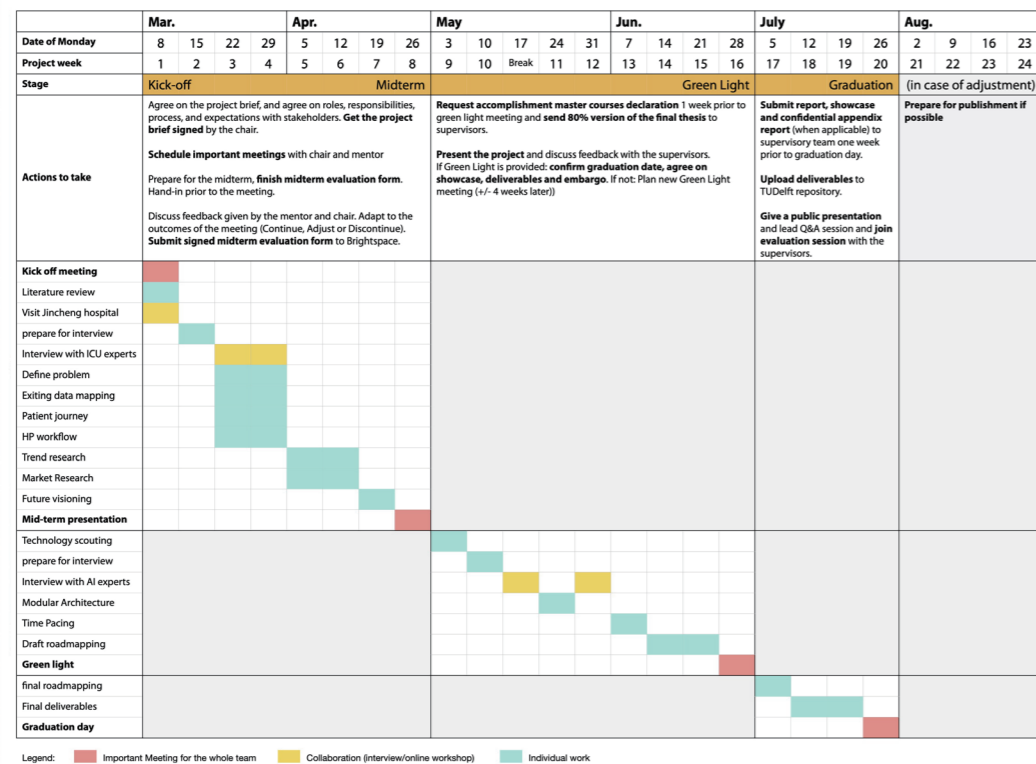 Mar. Apr. May Jun. July Aug.
Date of Monday 8 15 22 29 5 12 19 26 3 10 17 24 31 7 14 21 28 5 12 19 26 2 9 16 23
Project week 1 2 3 4 5 6 7 8 9 10 Break 11 12 13 14 15 16 17 18 19 20 21 22 23 24
Stage Kick-off Midterm Green Light Graduation (in case of adjustment)
Actions to take
Agree on the project brief, and agree on roles, responsibilities,
process, and expectations with stakeholders. Get the project
brief signed by the chair.
Schedule important meetings with chair and mentor
Prepare for the midterm, finish midterm evaluation form.
Hand-in prior to the meeting.
Discuss feedback given by the mentor and chair. Adapt to the
outcomes of the meeting (Continue, Adjust or Discontinue).
Submit signed midterm evaluation form to Brightspace.
Request accomplishment master courses declaration 1 week prior to
green light meeting and send 80% version of the final thesis to
supervisors.
Present the project and discuss feedback with the supervisors.
If Green Light is provided: confirm graduation date, agree on
showcase, deliverables and embargo. If not: Plan new Green Light
meeting (+/- 4 weeks later))
Submit report, showcase
and confidential appendix
report (when applicable) to
supervisory team one week
prior to graduation day.
Upload deliverables to
TUDelft repository.
Give a public presentation
and lead Q&A session and join
evaluation session with the
supervisors.
Prepare for publishment if
possible
Kick off meeting
Literature review
Visit Jincheng hospital
prepare for interview
Interview with ICU experts
Define problem
Exiting data mapping
Patient journey
HP workflow
Trend research
Market Research
Future visioning
Mid-term presentation
Technology scouting
prepare for interview
Interview with AI experts
Modular Architecture
Time Pacing
Draft roadmapping
Green light
final roadmapping
Final deliverables
Graduation day
Legend: Important Meeting for the whole team Collaboration (interview/online workshop) Individual work